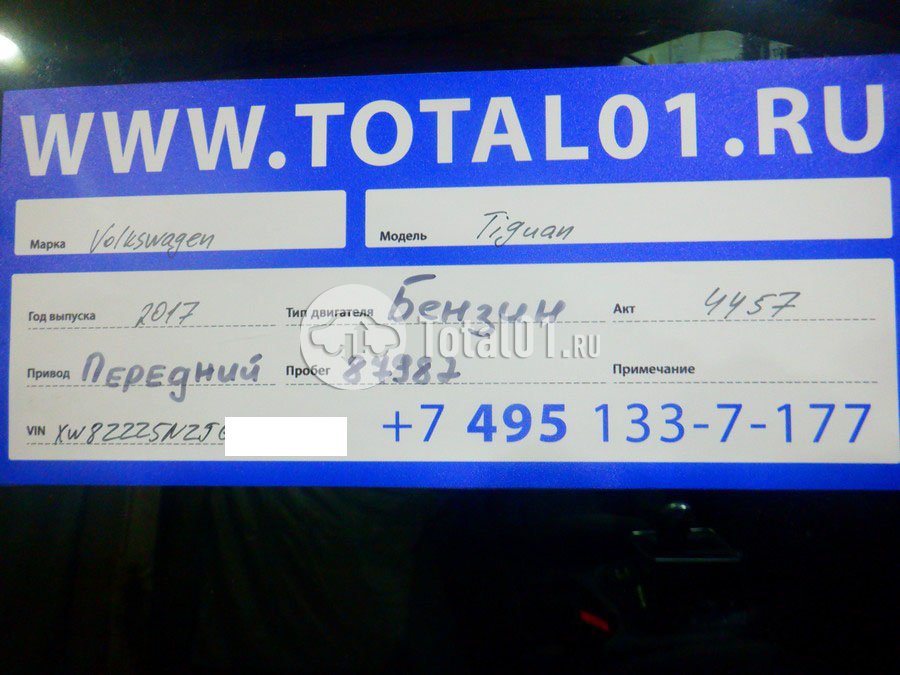 WWW.TOTAL01.RU
Марка Volkswagen Модель Tiguan
Год выпуска 2017 Тип двигателя Бензин Акт 4457
Total01.RU
Привод Передний Пробег 87987 Примечание
VIN XW8ZZZ5NZJG +7 495 133-7-177